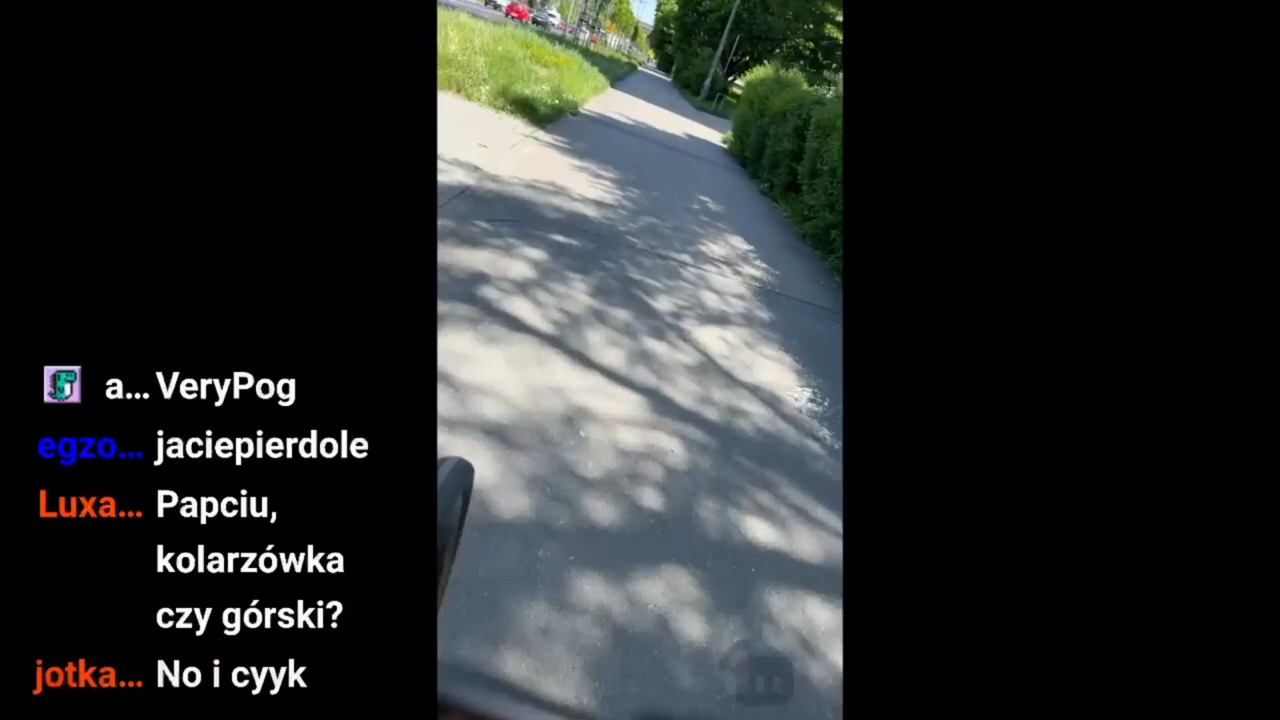 a... VeryPog
egzo... jaciepierdole
Luxa... Papciu,
kolarzówka
czy górski?
jotka... No i cyyk